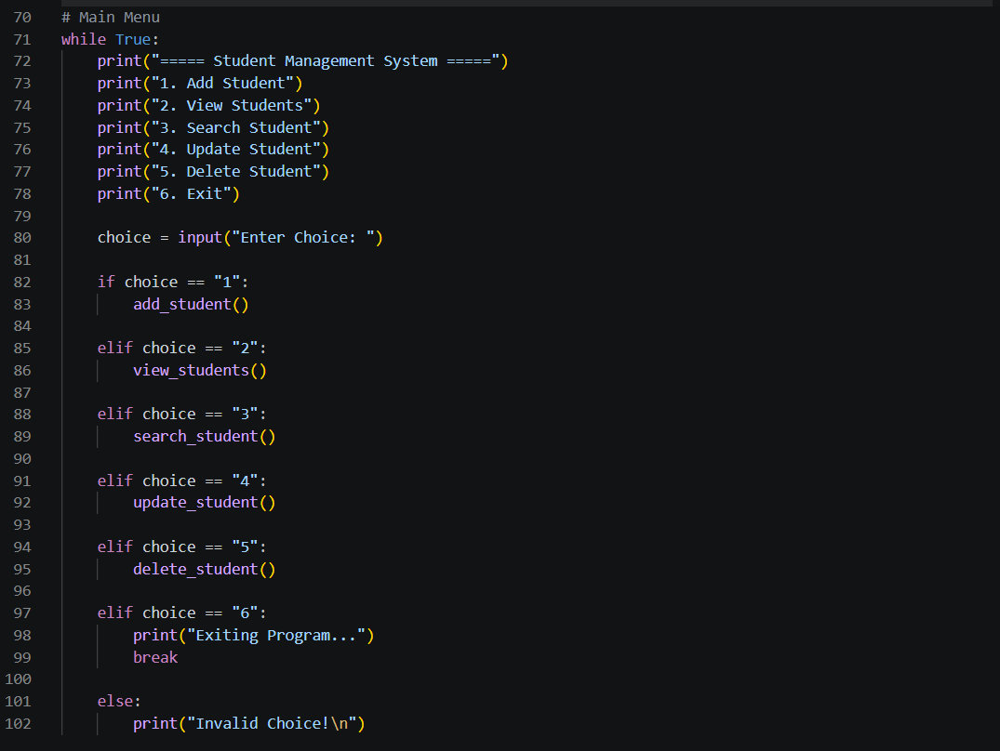 70 # Main Menu
71 while True:
72     print("===== Student Management System =====")
73     print("1. Add Student")
74     print("2. View Students")
75     print("3. Search Student")
76     print("4. Update Student")
77     print("5. Delete Student")
78     print("6. Exit")
79
80     choice = input("Enter Choice: ")
81
82     if choice == "1":
83         add_student()
84
85     elif choice == "2":
86         view_students()
87
88     elif choice == "3":
89         search_student()
90
91     elif choice == "4":
92         update_student()
93
94     elif choice == "5":
95         delete_student()
96
97     elif choice == "6":
98         print("Exiting Program...")
99         break
100
101     else:
102         print("Invalid Choice!\n")